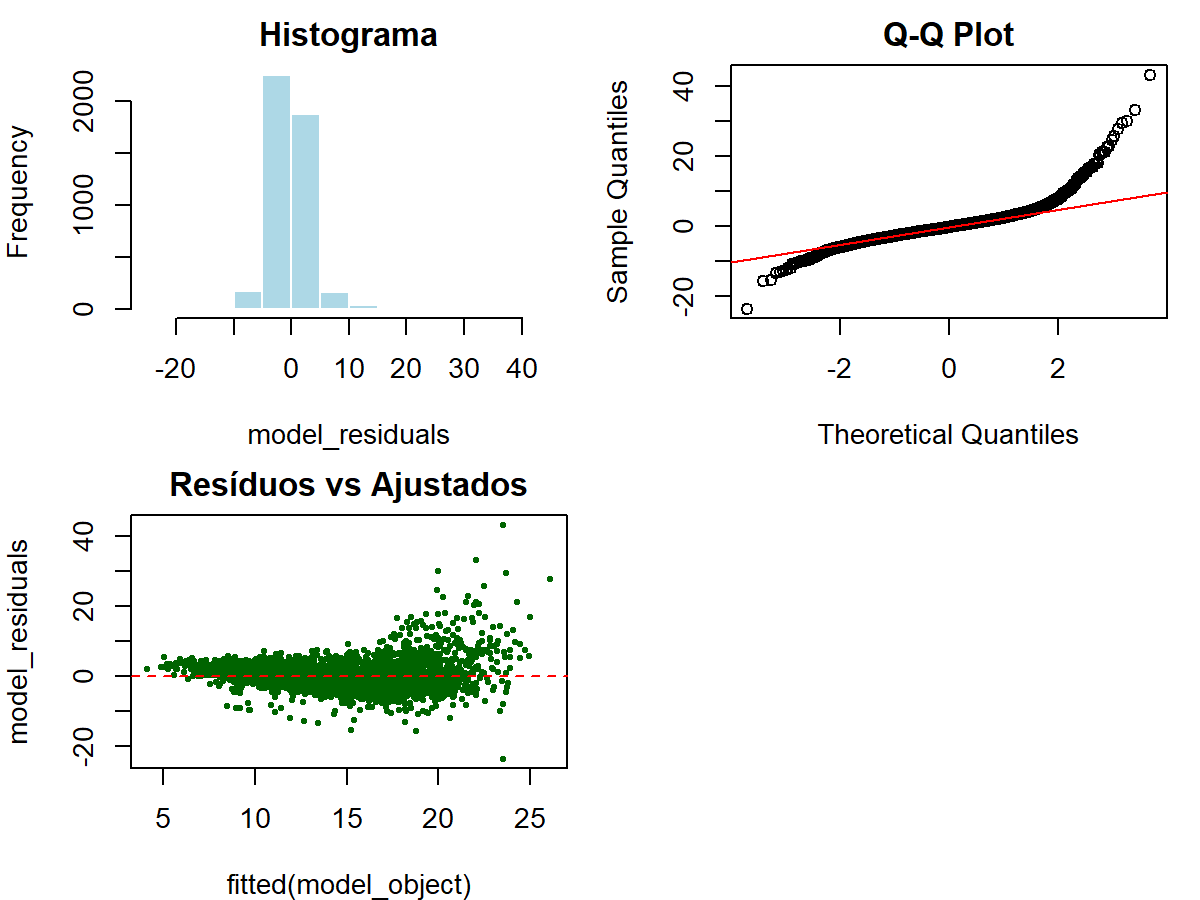 Histograma
Frequency
0
1000
2000
-20
0
10
20
30
40
model_residuals
Q-Q Plot
Sample Quantiles
-20
0
20
40
-2
0
2
Theoretical Quantiles
Resíduos vs Ajustados
model_residuals
-20
0
20
40
5
10
15
20
25
fitted(model_object)